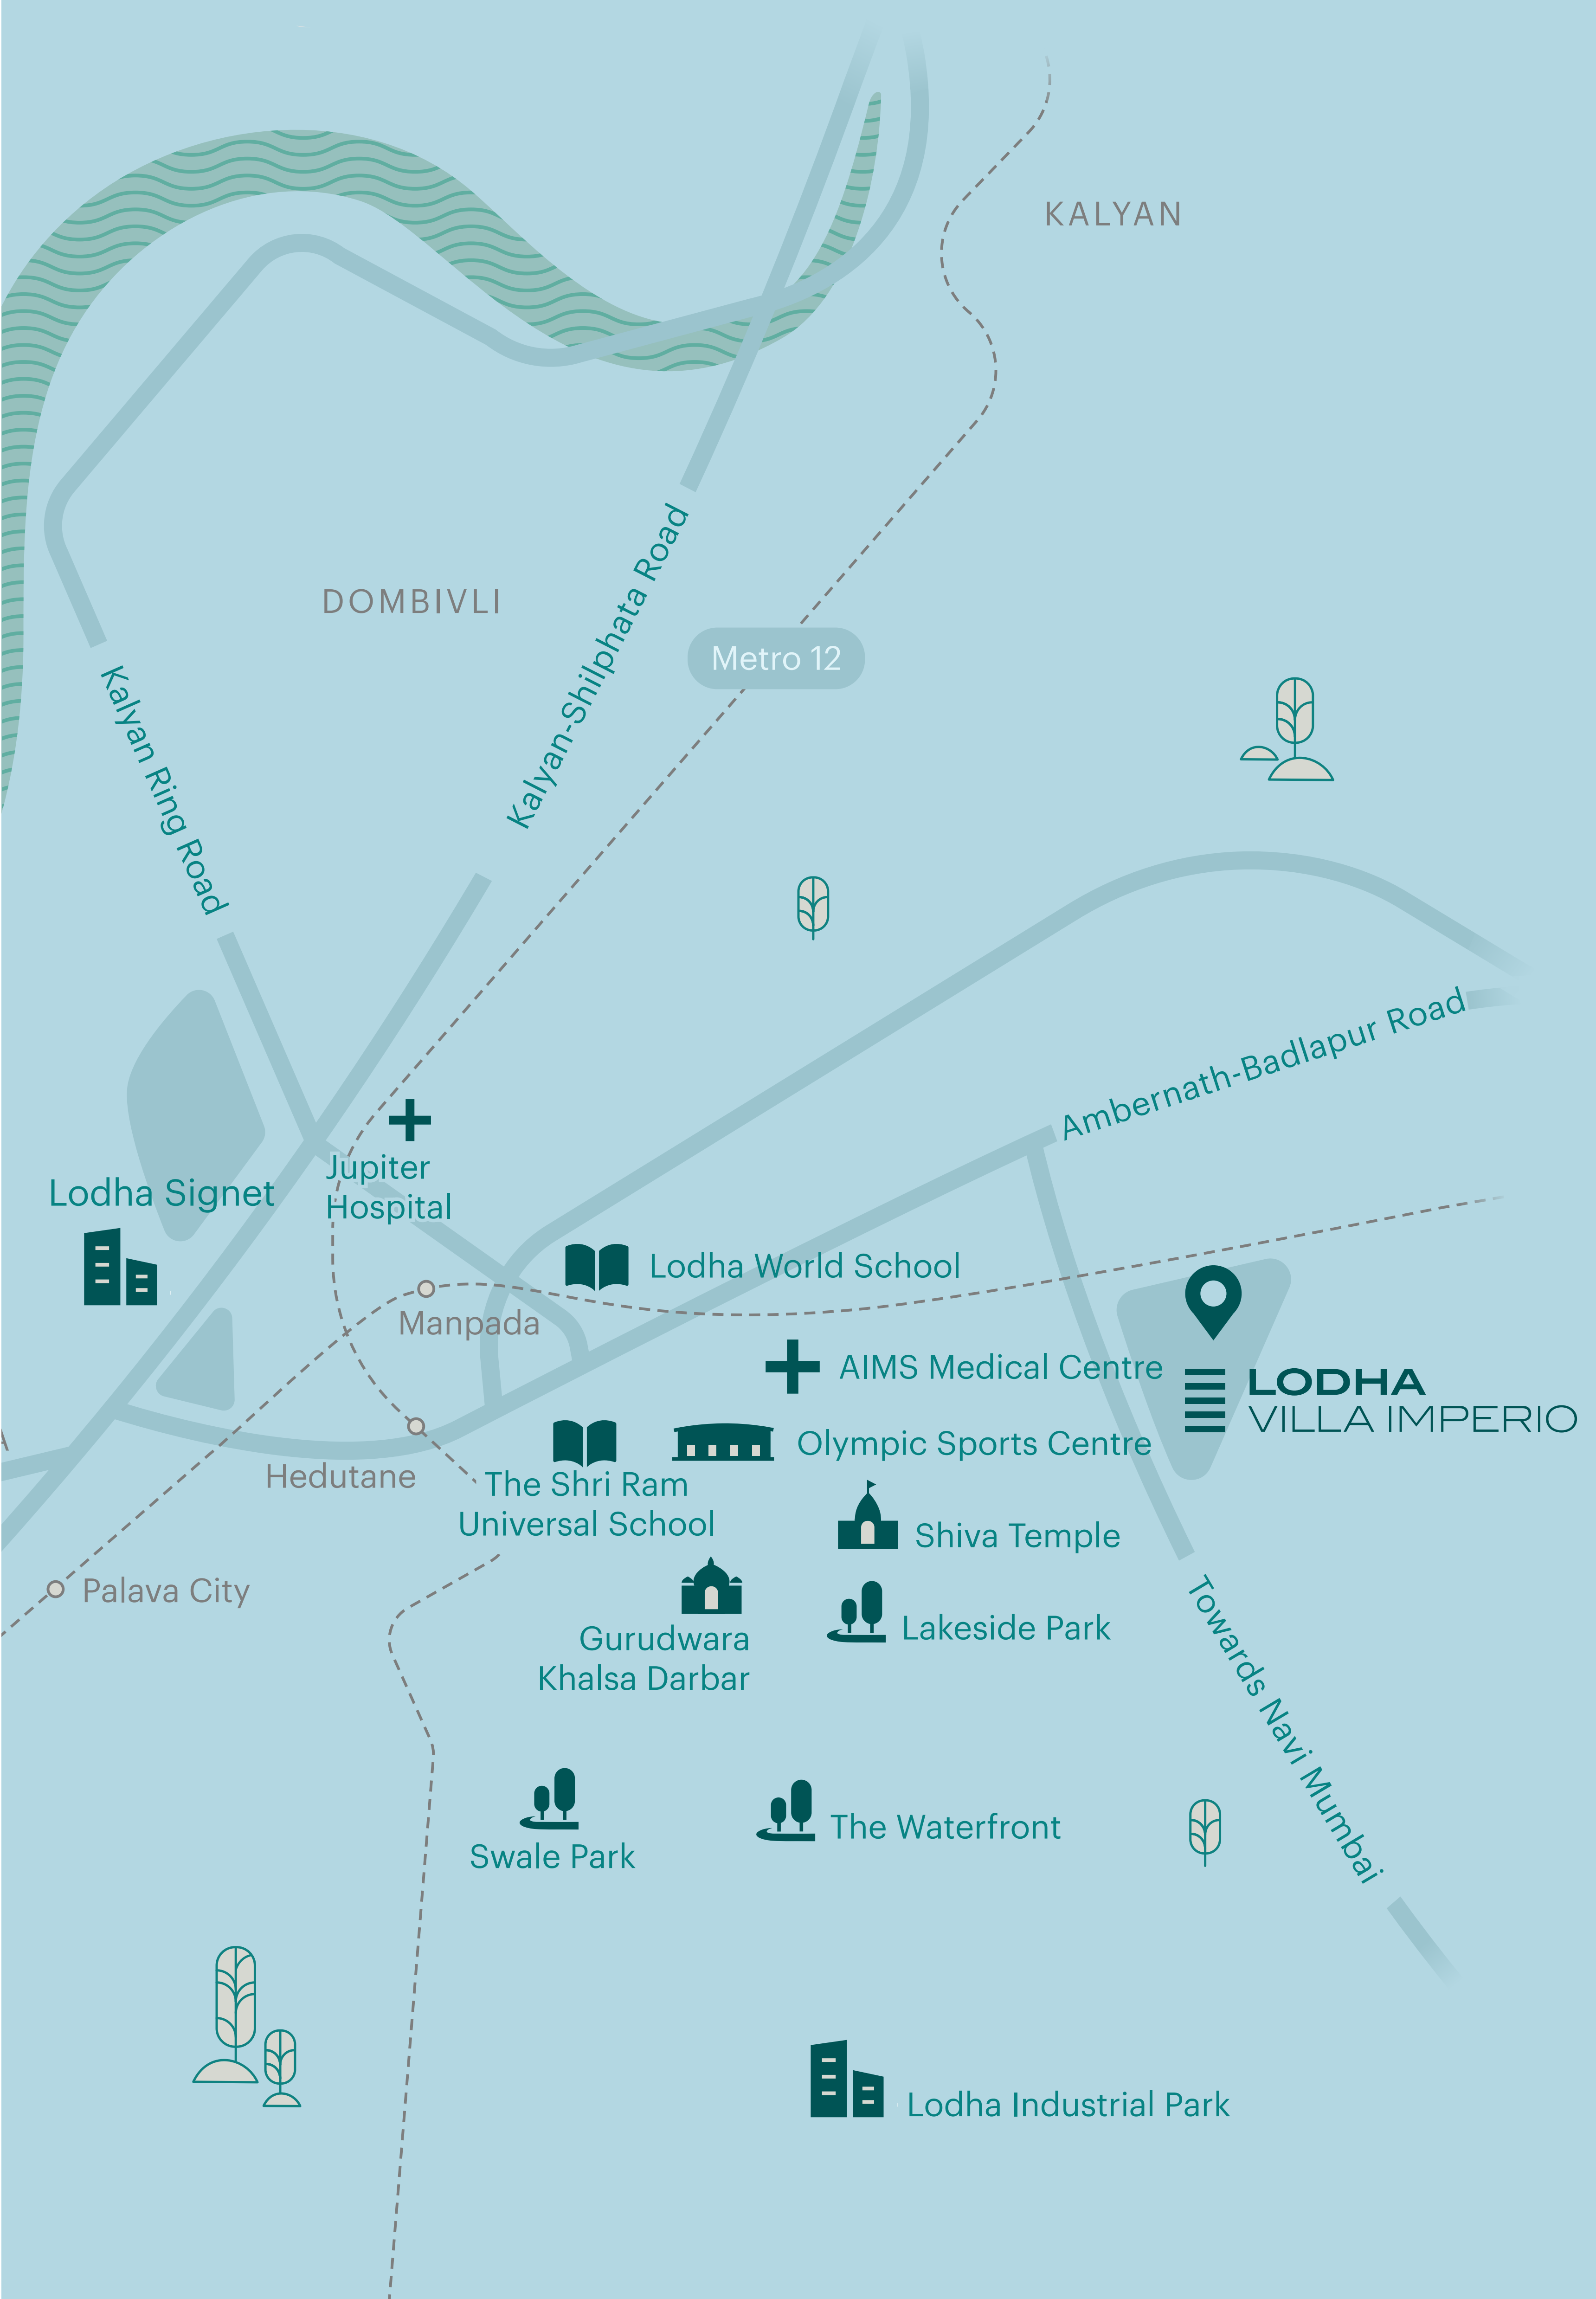 KALYAN
DOMBIVLI
Kalyan-Shilphata Road
Metro 12
Kalyan Ring Road
Ambernath-Badlapur Road
Jupiter
Hospital
Lodha Signet
Lodha World School
Manpada
AIMS Medical Centre
LODHA
VILLA IMPERIO
Olympic Sports Centre
Hedutane
The Shri Ram
Universal School
Shiva Temple
Palava City
Gurudwara
Khalsa Darbar
Lakeside Park
Towards Navi Mumbai
Swale Park
The Waterfront
Lodha Industrial Park